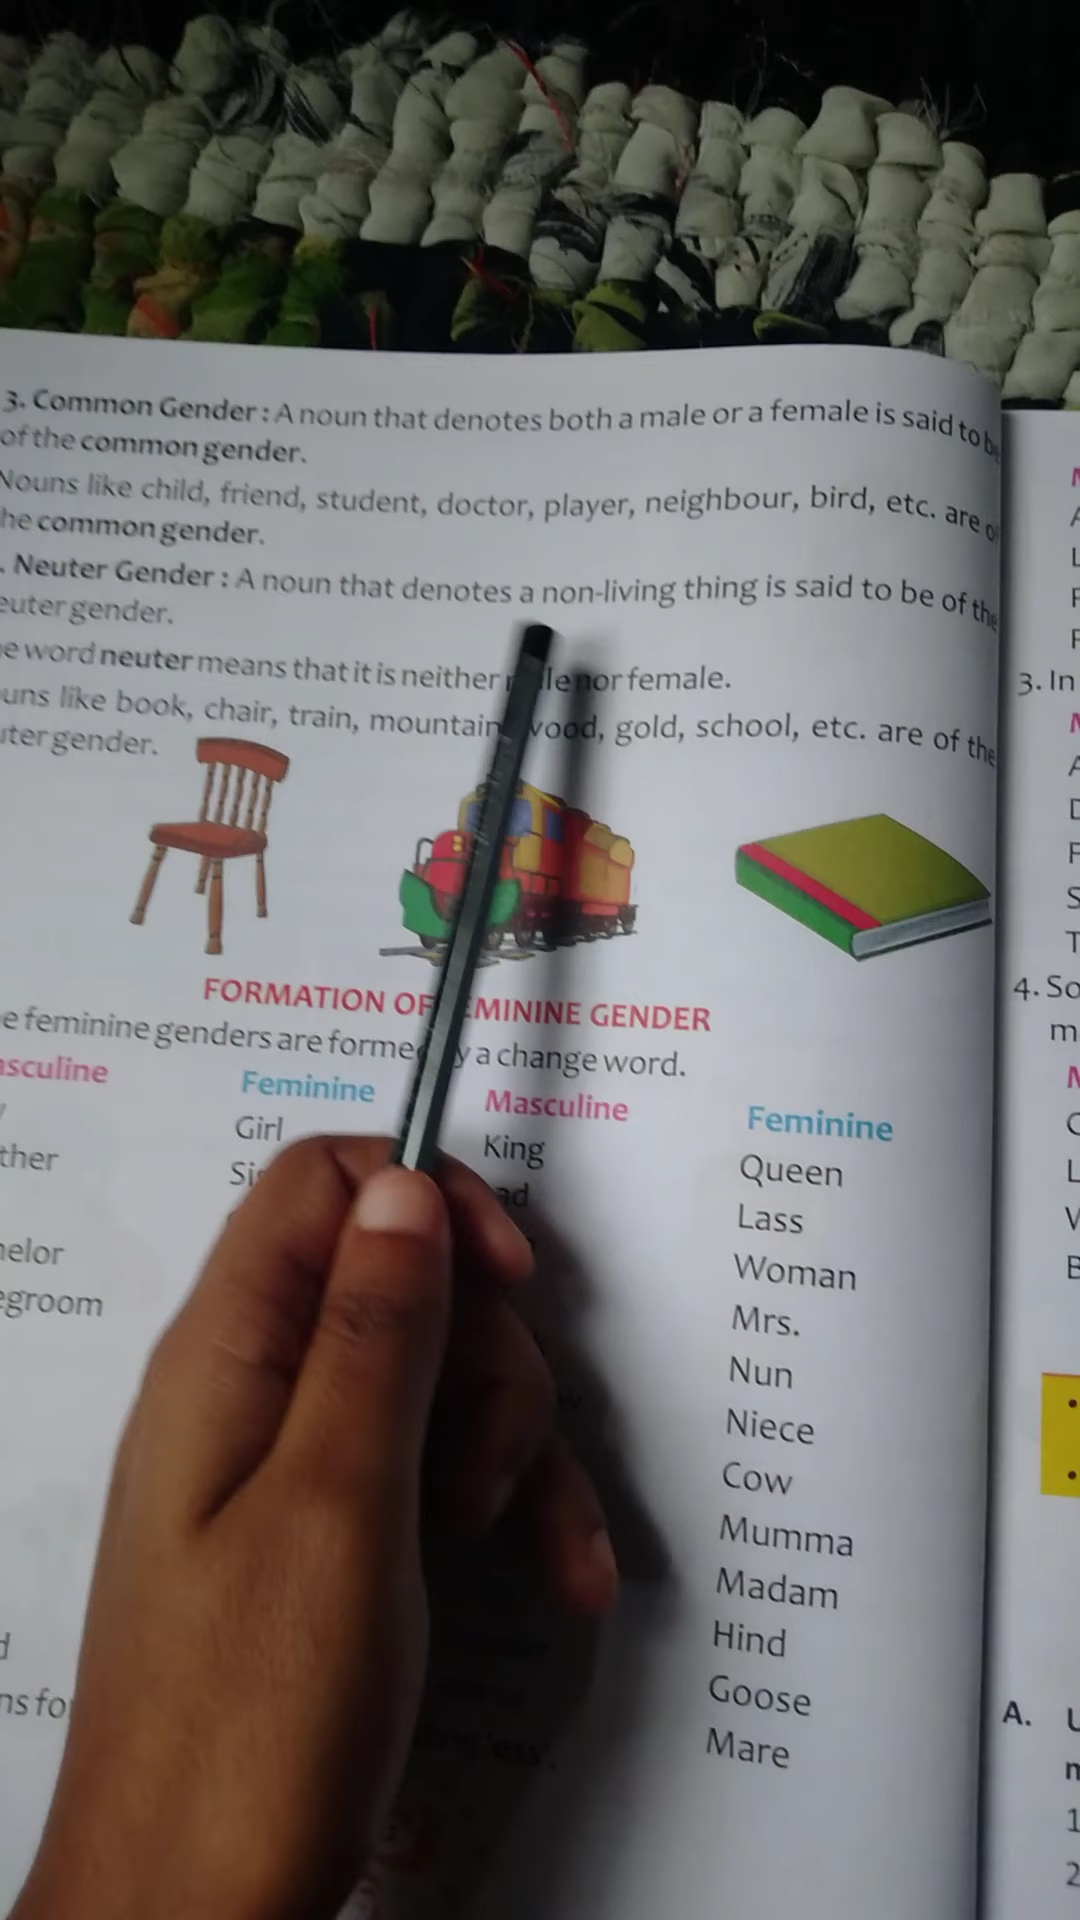 3. Common Gender : A noun that denotes both a male or a female is said to be
of the common gender.
Nouns like child, friend, student, doctor, player, neighbour, bird, etc. are of
he common gender.
. Neuter Gender : A noun that denotes a non-living thing is said to be of the
euter gender.
e word neuter means that it is neither nor female.
uns like book, chair, train, mountain, wood, gold, school, etc. are of the
uter gender.
FORMATION OF FEMININE GENDER
e feminine genders are formed by a change word.
asculine Feminine Masculine Feminine
Girl King Queen
ther ad Lass
Woman
helor Mrs.
egroom Nun
Niece
Cow
Mumma
Madam
d Hind
ns fo Goose
'ess'. Mare
3. In
4. So
m
A.
1
2